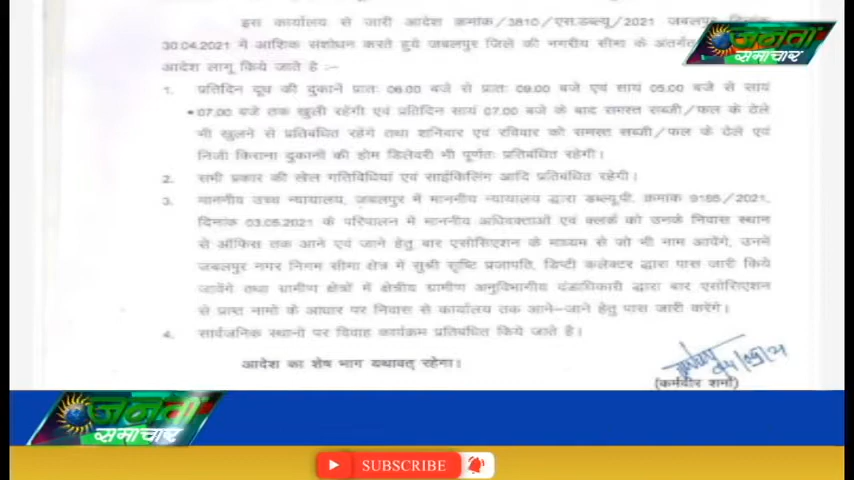 इस कार्यालय से जारी आदेश क्रमांक/3810/एस.डब्ल्यू/2021 जबलपुर
30.04.2021 में आंशिक संशोधन करते हुये जबलपुर जिले की नगरीय सीमा के अंतर्गत
आदेश लागू किये जाते है :-
1. प्रतिदिन दूध की दुकानें प्रातः 06.00 बजे से प्रातः 09.00 बजे एवं सायं 05.00 बजे से सायं
07.00 बजे तक खुली रहेगी एवं प्रतिदिन सायं 07.00 बजे के बाद समस्त सब्जी/फल के ठेले
भी खुलने से प्रतिबंधित रहेंगे तथा शनिवार एवं रविवार को समस्त सब्जी/फल के ठेले एवं
निजी किराना दुकानों की होम डिलेवरी भी पूर्णतः प्रतिबंधित रहेगी।
2. सभी प्रकार की खेल गतिविधियां एवं साईकिलिंग आदि प्रतिबंधित रहेगी।
3. माननीय उच्च न्यायालय, जबलपुर में माननीय न्यायालय द्वारा डब्ल्यू.पी. क्रमांक 9185/2021,
दिनांक 03.05.2021 के परिपालन में माननीय अधिवक्ताओं एवं क्लर्क को उनके निवास स्थान
से ऑफिस तक आने एवं जाने हेतु बार एसोसिएशन के माध्यम से जो भी नाम आयेंगे, उनमें
जबलपुर नगर निगम सीमा क्षेत्र में सुश्री सृष्टि प्रजापति, डिप्टी कलेक्टर द्वारा पास जारी किये
जायेंगे तथा ग्रामीण क्षेत्रों में क्षेत्रीय ग्रामीण अनुविभागीय दंडाधिकारी द्वारा बार एसोसिएशन
से प्राप्त नामों के आधार पर निवास से कार्यालय तक आने-जाने हेतु पास जारी करेंगे।
4. सार्वजनिक स्थानों पर विवाह कार्यक्रम प्रतिबंधित किये जाते है।
आदेश का शेष भाग यथावत् रहेगा।
(कर्मवीर शर्मा)
जनता
समाचार
जनता
समाचार
SUBSCRIBE